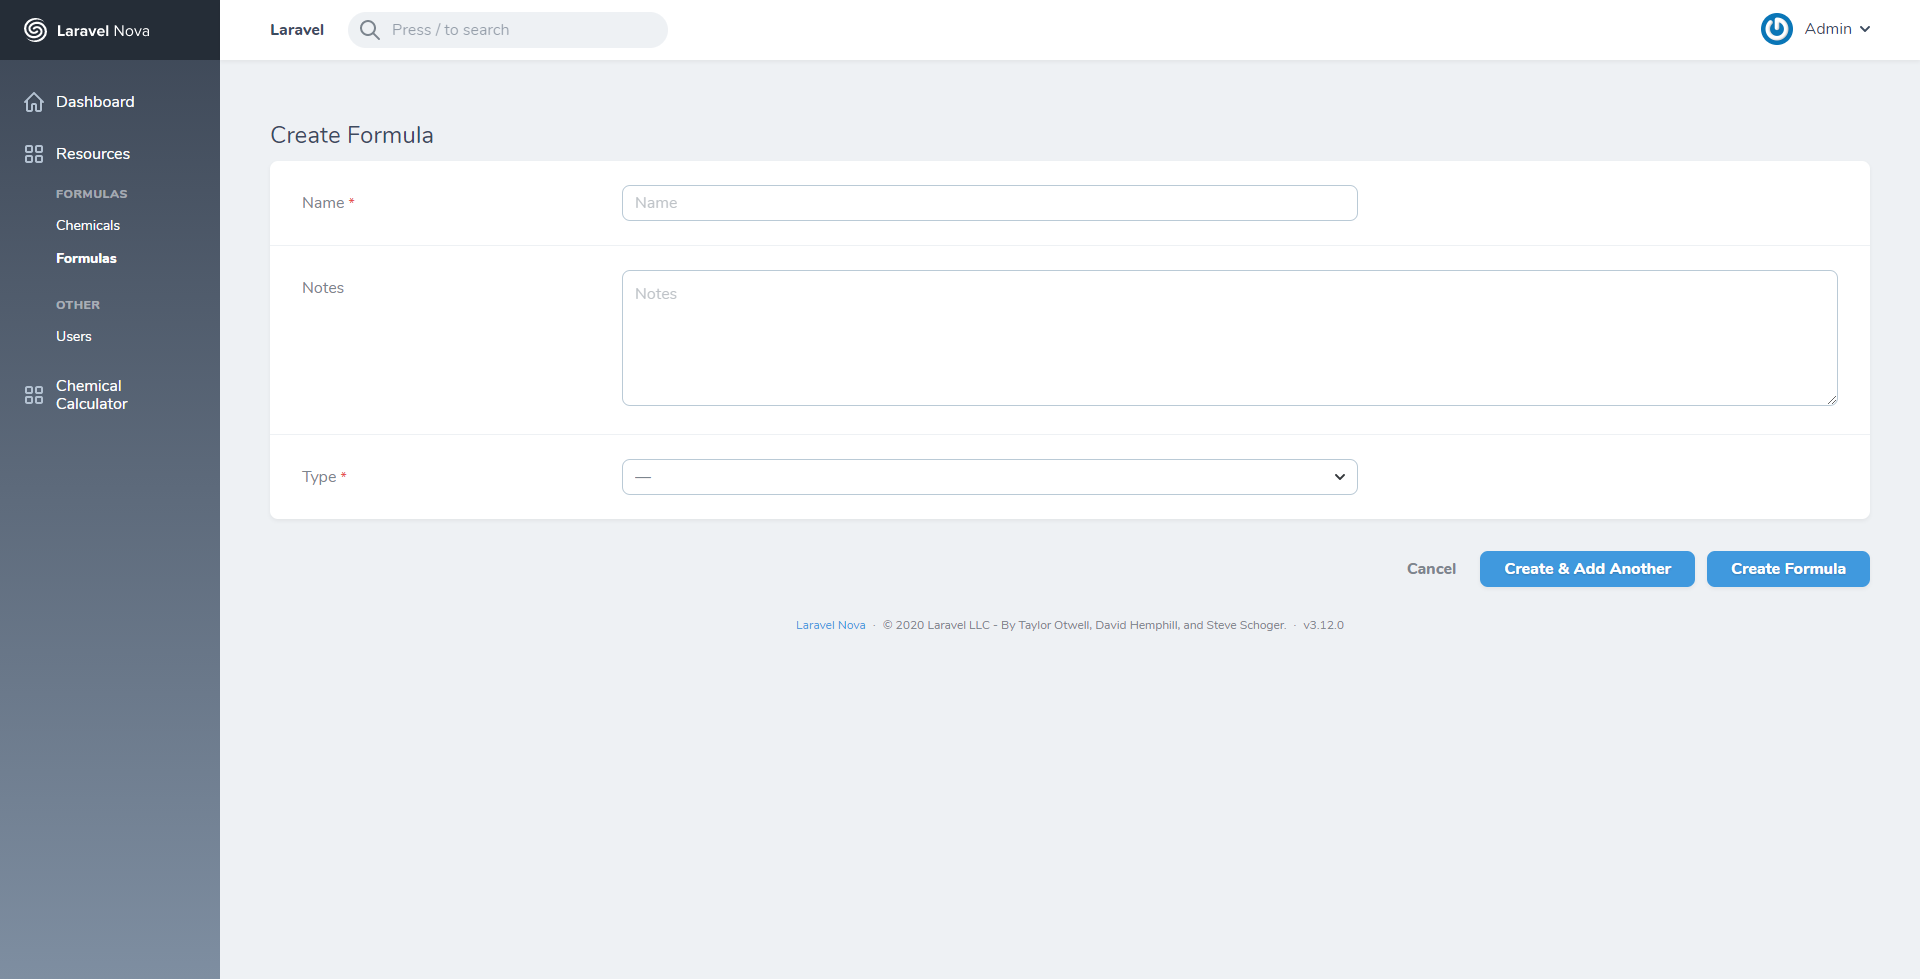 Laravel Nova
Laravel
Press / to search
Admin
Dashboard
Resources
FORMULAS
Chemicals
Formulas
OTHER
Users
Chemical
Calculator
Create Formula
Name *
Name
Notes
Notes
Type *
—
Cancel
Create & Add Another
Create Formula
Laravel Nova · © 2020 Laravel LLC - By Taylor Otwell, David Hemphill, and Steve Schoger. · v3.12.0